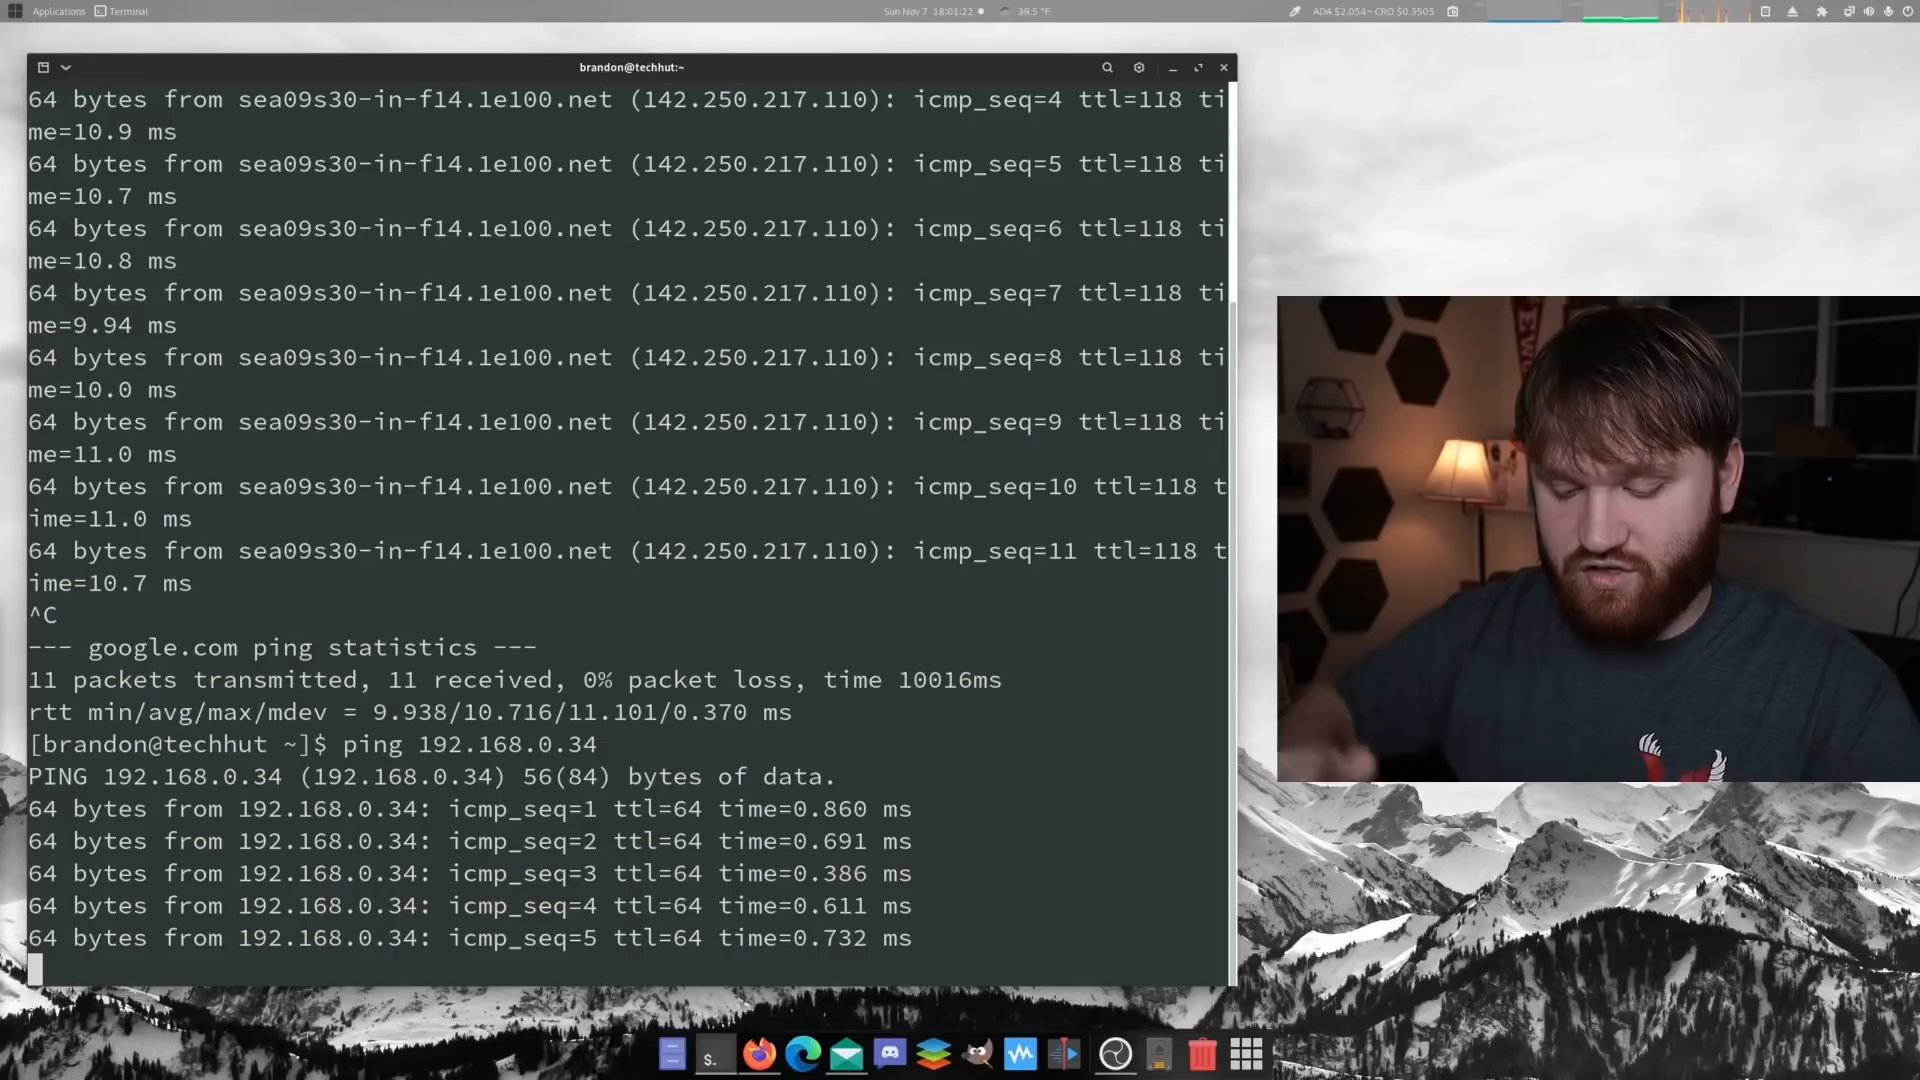 Applications Terminal Sun Nov 7 18:01:22 39.5 °F ADA $2.054~ CRO $0.3505
brandon@techhut:~
64 bytes from sea09s30-in-f14.1e100.net (142.250.217.110): icmp_seq=4 ttl=118 ti
me=10.9 ms
64 bytes from sea09s30-in-f14.1e100.net (142.250.217.110): icmp_seq=5 ttl=118 ti
me=10.7 ms
64 bytes from sea09s30-in-f14.1e100.net (142.250.217.110): icmp_seq=6 ttl=118 ti
me=10.8 ms
64 bytes from sea09s30-in-f14.1e100.net (142.250.217.110): icmp_seq=7 ttl=118 ti
me=9.94 ms
64 bytes from sea09s30-in-f14.1e100.net (142.250.217.110): icmp_seq=8 ttl=118 ti
me=10.0 ms
64 bytes from sea09s30-in-f14.1e100.net (142.250.217.110): icmp_seq=9 ttl=118 ti
me=11.0 ms
64 bytes from sea09s30-in-f14.1e100.net (142.250.217.110): icmp_seq=10 ttl=118 t
ime=11.0 ms
64 bytes from sea09s30-in-f14.1e100.net (142.250.217.110): icmp_seq=11 ttl=118 t
ime=10.7 ms
^C
--- google.com ping statistics ---
11 packets transmitted, 11 received, 0% packet loss, time 10016ms
rtt min/avg/max/mdev = 9.938/10.716/11.101/0.370 ms
[brandon@techhut ~]$ ping 192.168.0.34
PING 192.168.0.34 (192.168.0.34) 56(84) bytes of data.
64 bytes from 192.168.0.34: icmp_seq=1 ttl=64 time=0.860 ms
64 bytes from 192.168.0.34: icmp_seq=2 ttl=64 time=0.691 ms
64 bytes from 192.168.0.34: icmp_seq=3 ttl=64 time=0.386 ms
64 bytes from 192.168.0.34: icmp_seq=4 ttl=64 time=0.611 ms
64 bytes from 192.168.0.34: icmp_seq=5 ttl=64 time=0.732 ms
$.